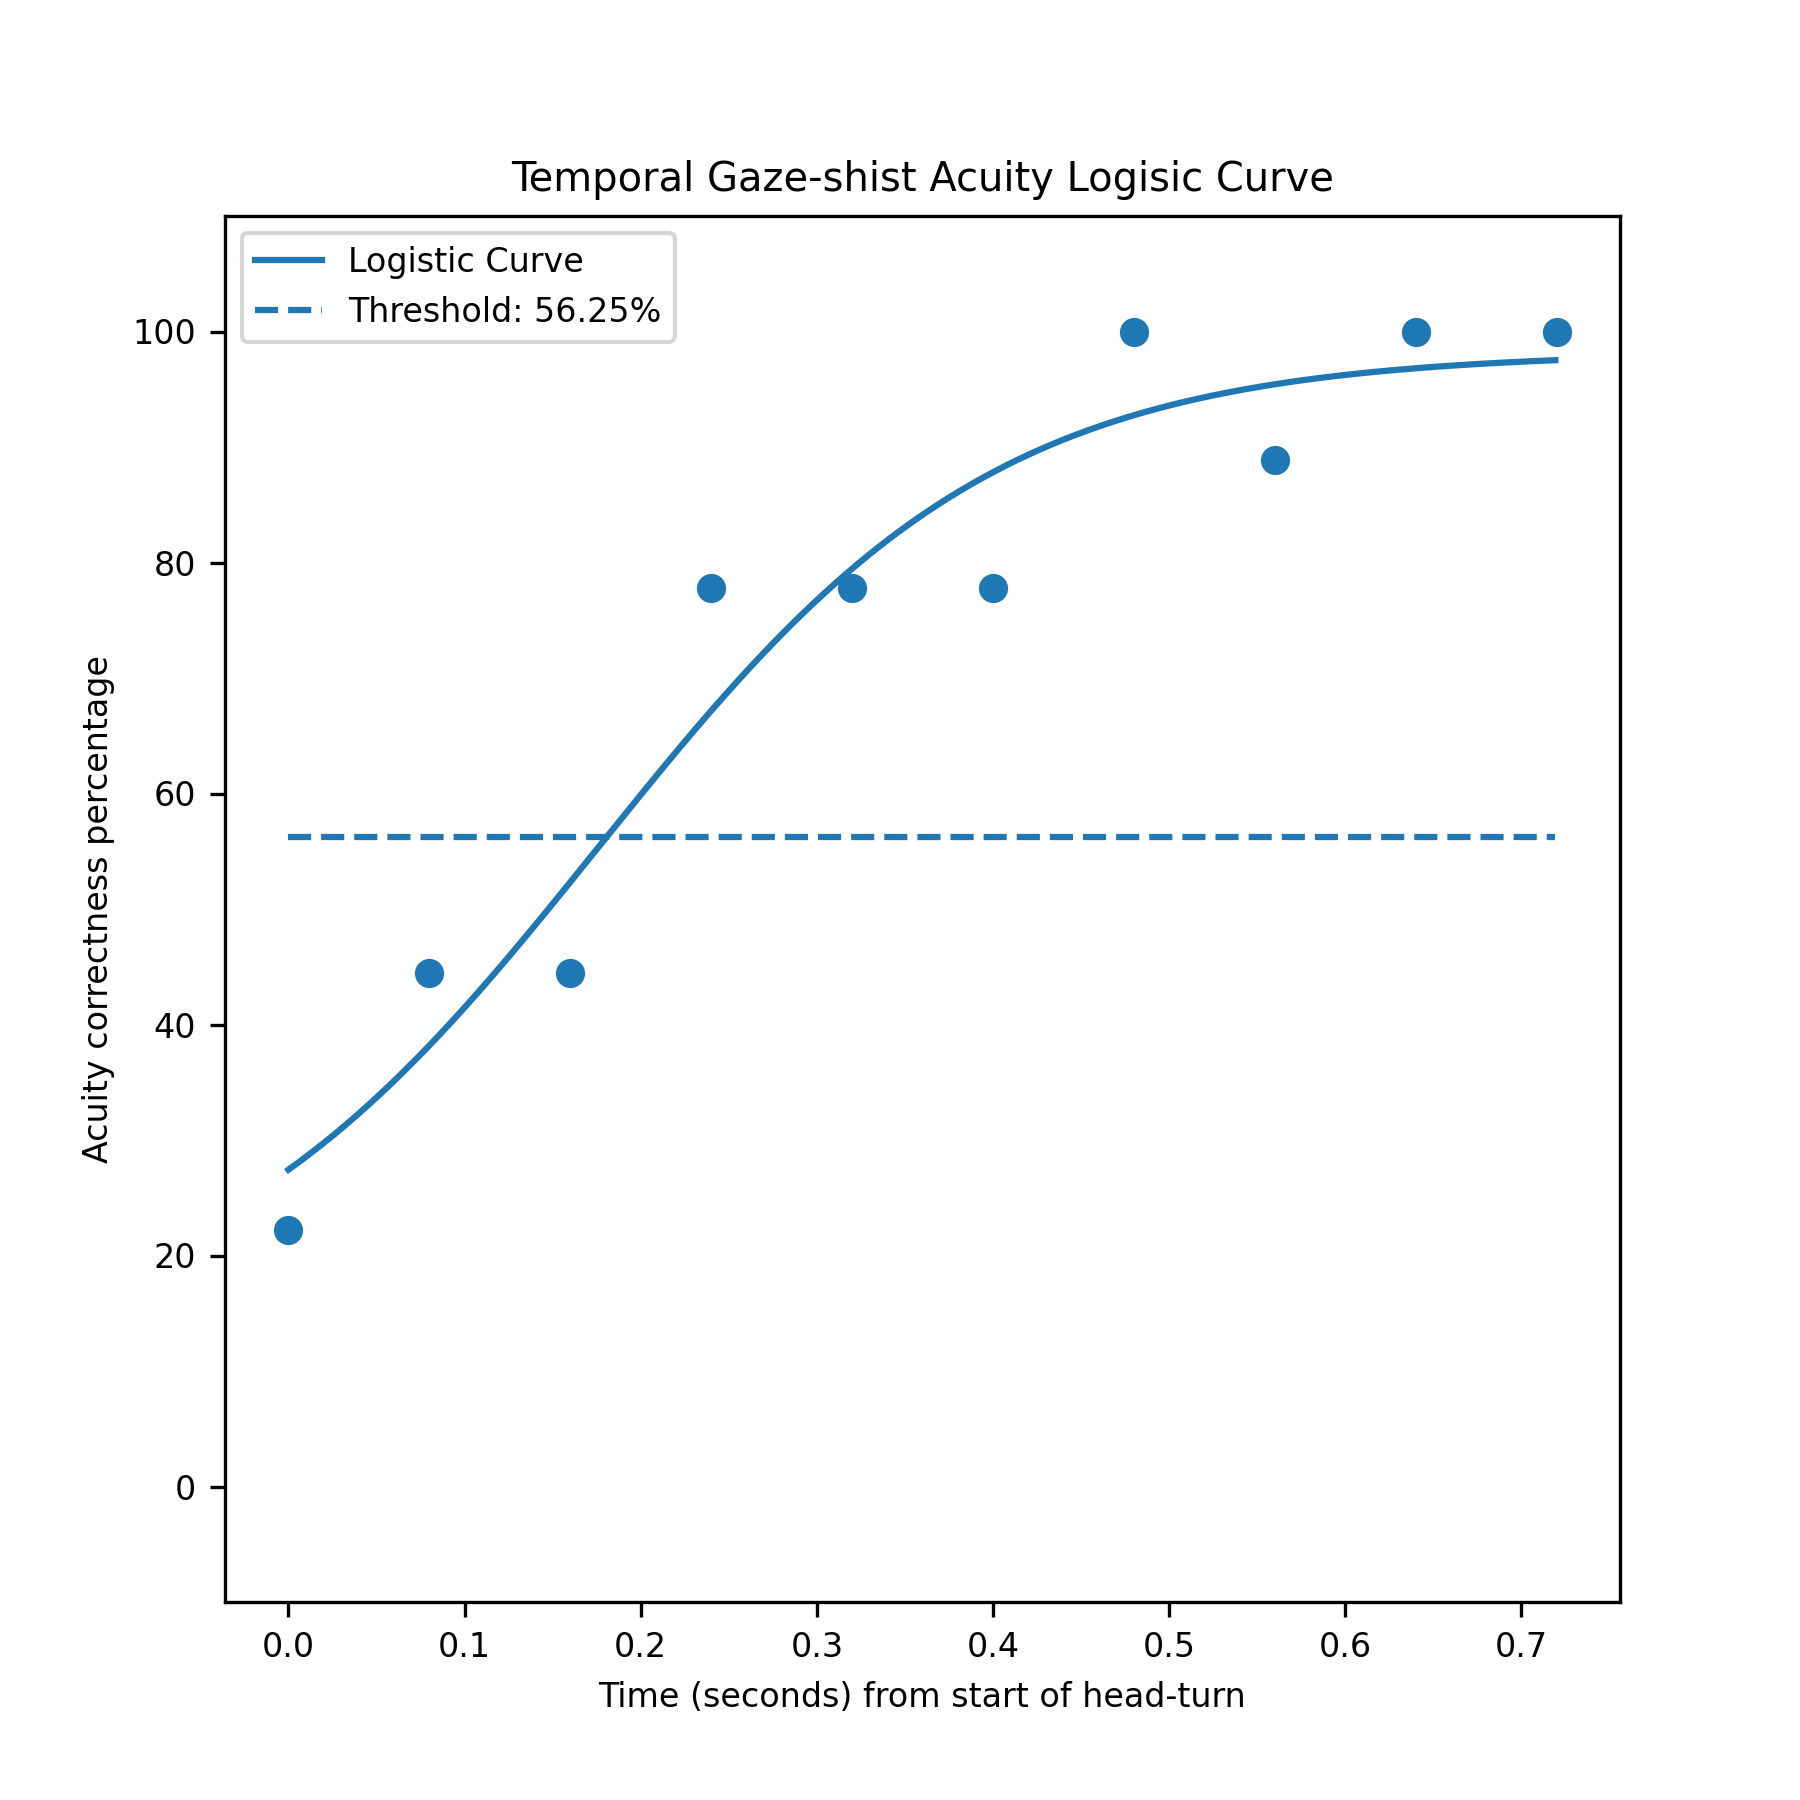 Temporal Gaze-shist Acuity Logisic Curve
Logistic Curve
Threshold: 56.25%
100
80
60
40
20
0
Acuity correctness percentage
0.0 0.1 0.2 0.3 0.4 0.5 0.6 0.7
Time (seconds) from start of head-turn